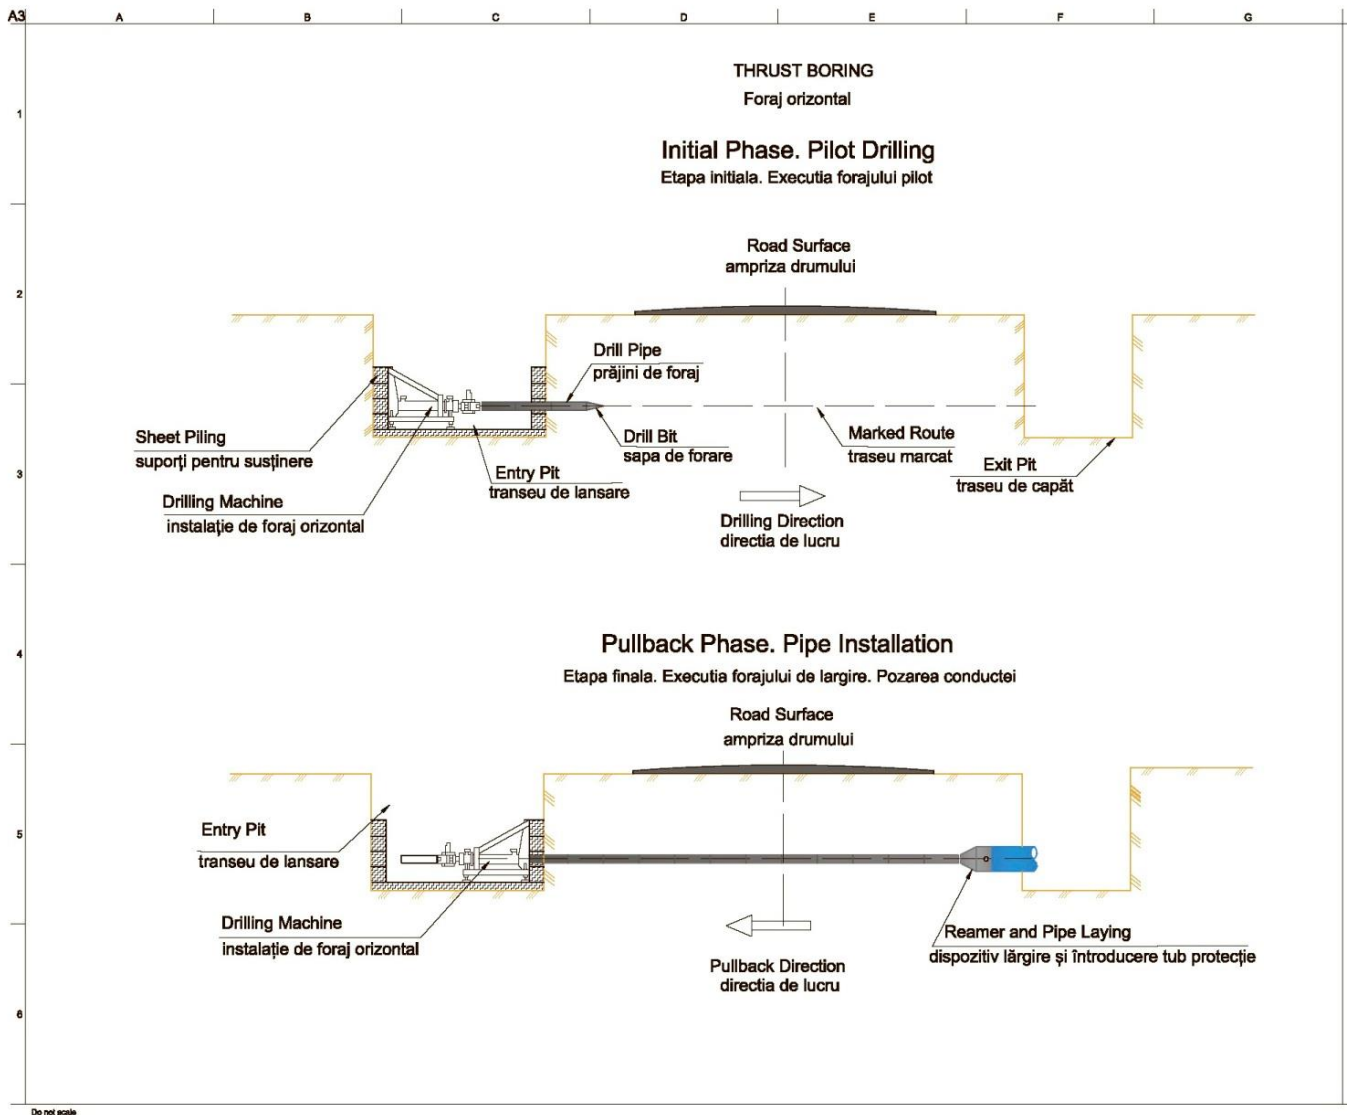 A3
A
B
C
D
E
F
G
THRUST BORING
Foraj orizontal
1
Initial Phase. Pilot Drilling
Etapa initiala. Executia forajului pilot
Road Surface
ampriza drumului
2
Drill Pipe
prăjini de foraj
Sheet Piling
suporți pentru susținere
Drill Bit
sapa de forare
Marked Route
traseu marcat
Entry Pit
transeu de lansare
Exit Pit
traseu de capăt
3
Drilling Machine
instalație de foraj orizontal
Drilling Direction
directia de lucru
Pullback Phase. Pipe Installation
4
Etapa finala. Executia forajului de largire. Pozarea conductei
Road Surface
ampriza drumului
5
Entry Pit
transeu de lansare
Drilling Machine
instalație de foraj orizontal
Reamer and Pipe Laying
dispozitiv lărgire și întroducere tub protecție
Pullback Direction
directia de lucru
6
Do not scale